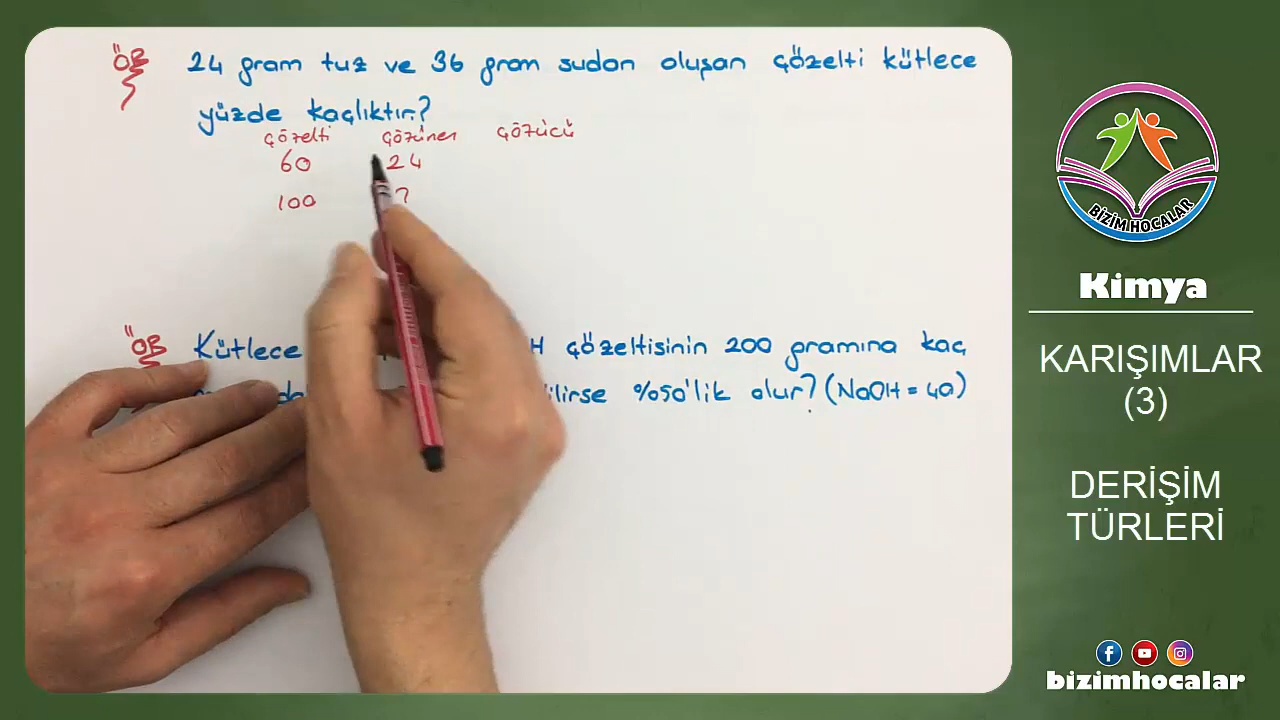 ÖR 24 gram tuz ve 36 gram sudan oluşan çözelti kütlece
yüzde kaçlıktır?
çözelti çözünen çözücü
60 24
100 ?
ÖR Kütlece H çözeltisinin 200 gramına kaç
ilirse %50'lik olur? (NaOH = 40)
BİZİM HOCALAR
Kimya
KARIŞIMLAR
(3)
DERİŞİM
TÜRLERİ
bizimhocalar